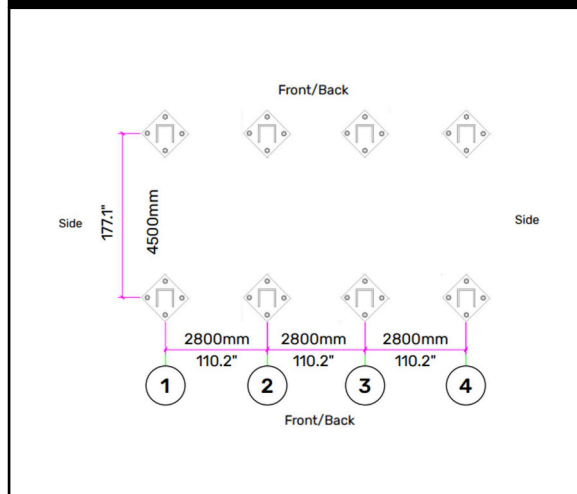 Front/Back
Side
177.1"
4500mm
Side
2800mm 2800mm 2800mm
110.2" 110.2" 110.2"
1 2 3 4
Front/Back